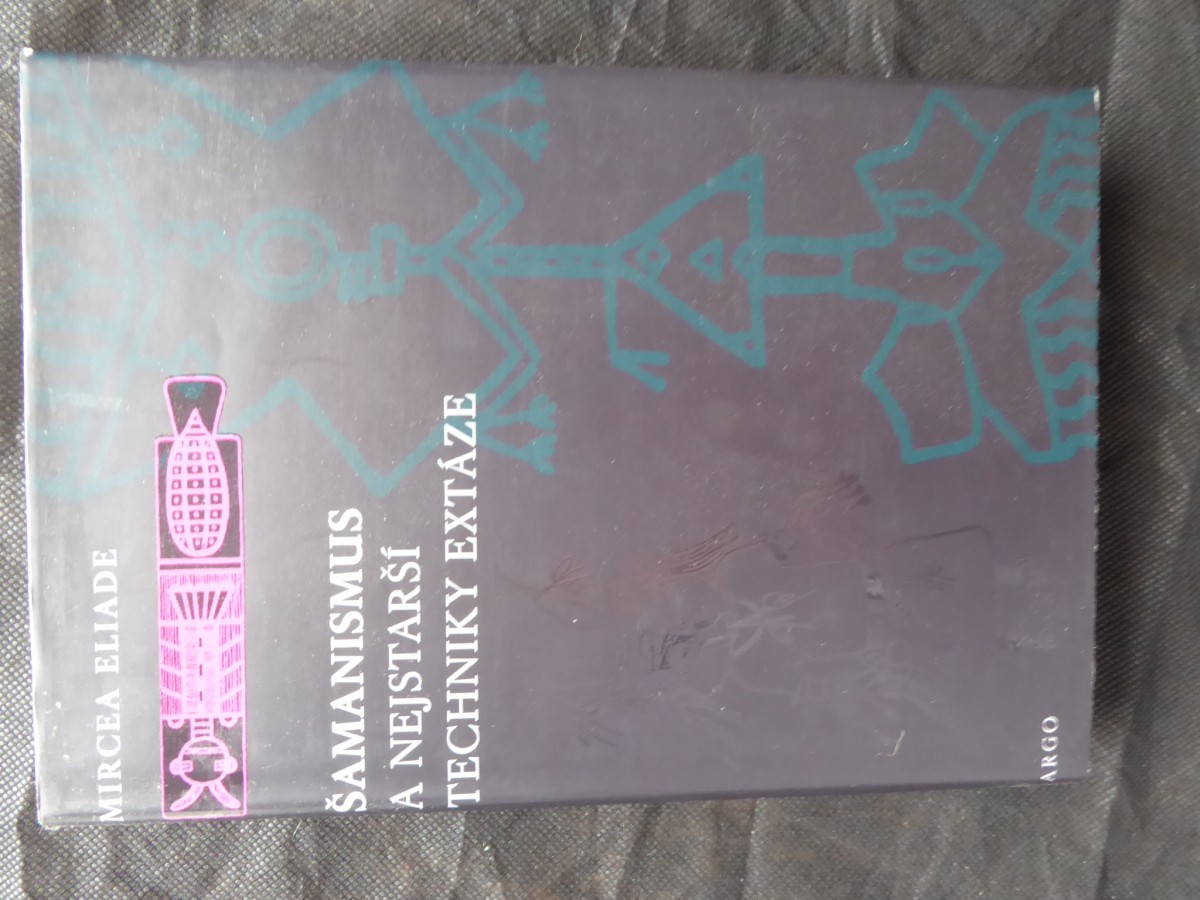 MIRCEA ELIADE
ŠAMANISMUS
A NEJSTARŠÍ
TECHNIKY EXTÁZE
ARGO